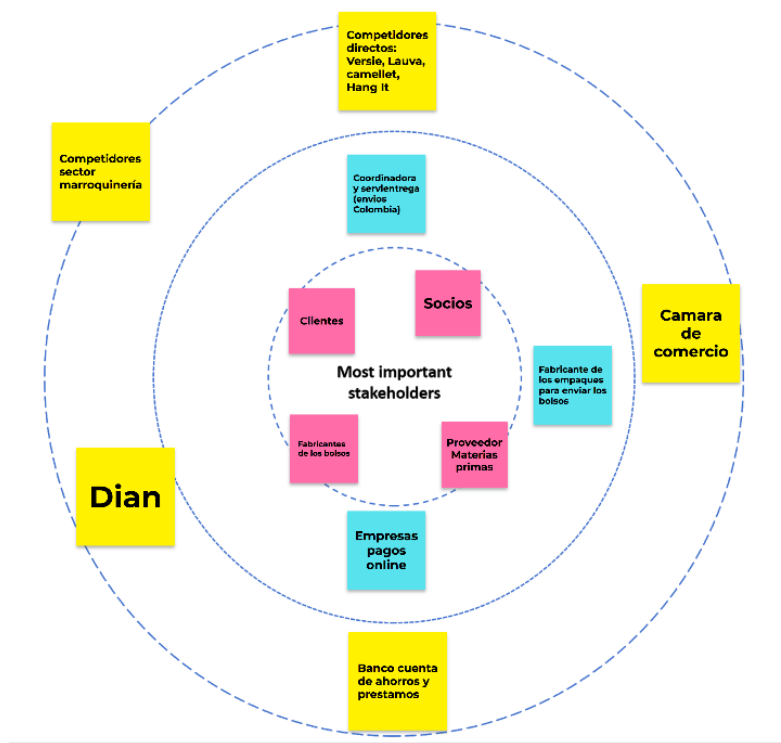 Competidores
directos:
Versie, Lauva,
camellet,
Hang It
Competidores
sector
marroquinería
Coordinadora
y servientrega
(envios
Colombia)
Clientes
Socios
Camara
de
comercio
Most important
stakeholders
Fabricante de
los empaques
para enviar los
bolsos
Fabricantes
de los bolsos
Proveedor
Materias
primas
Dian
Empresas
pagos
online
Banco cuenta
de ahorros y
prestamos